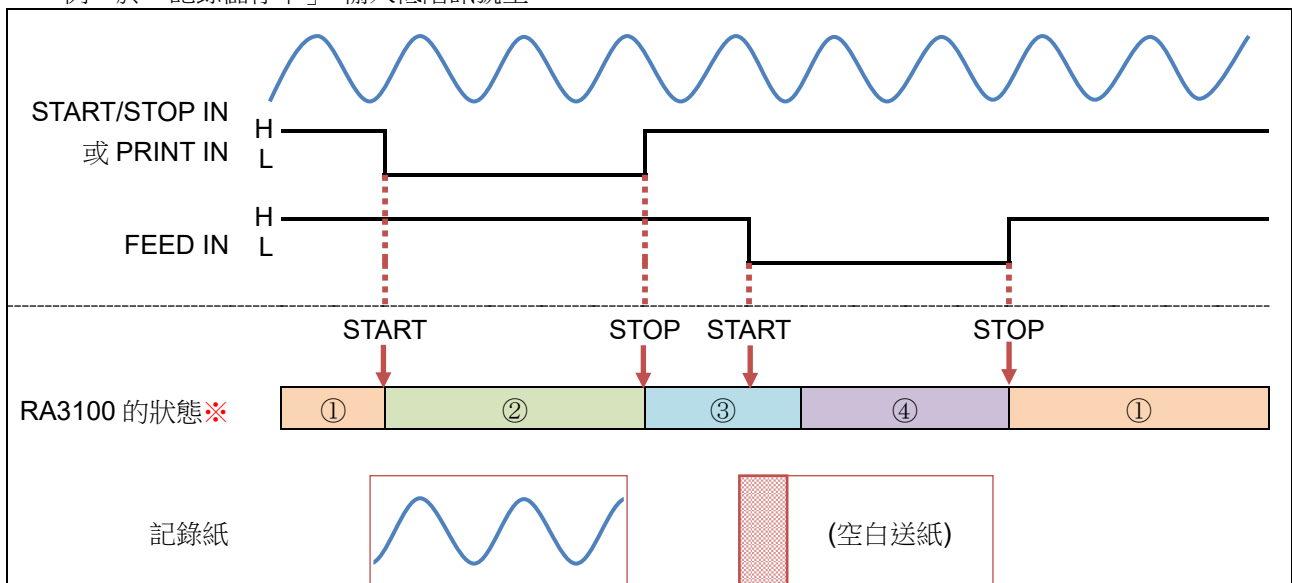 START/STOP IN
或 PRINT IN
H
L
FEED IN
H
L
START STOP START STOP
RA3100 的狀態※ ① ② ③ ④ ①
記錄紙 (空白送紙)